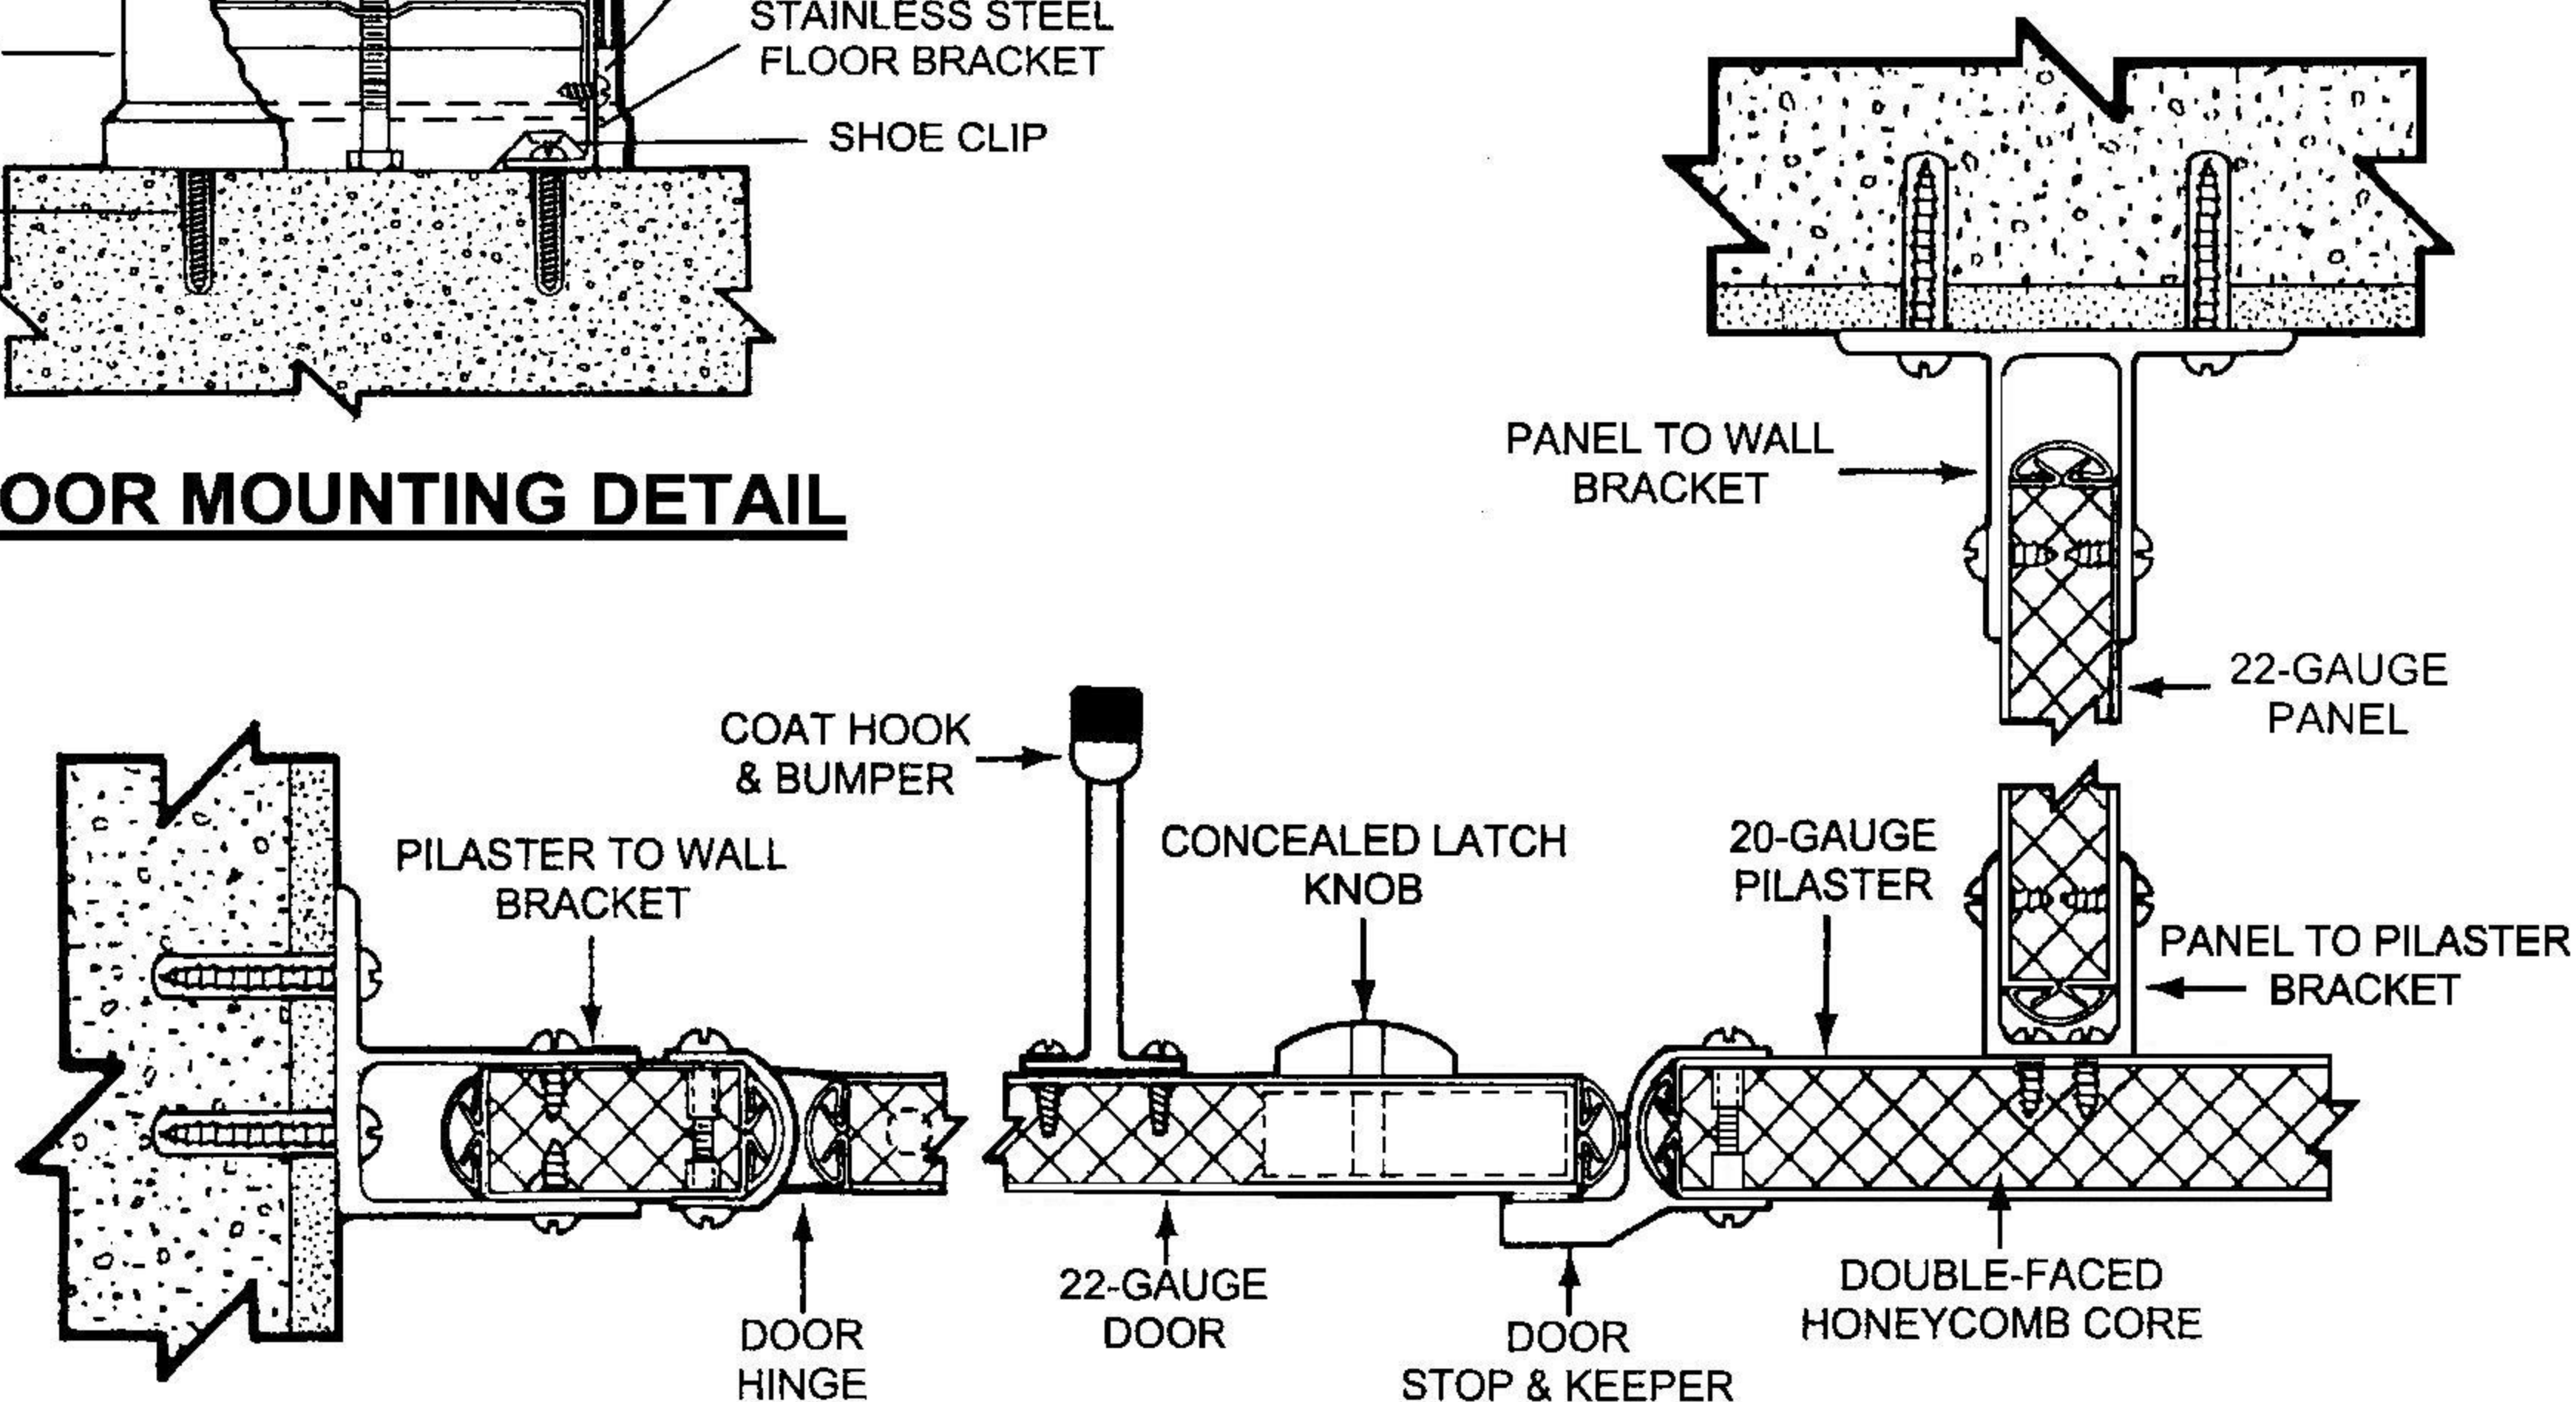 STAINLESS STEEL
FLOOR BRACKET
SHOE CLIP
OOR MOUNTING DETAIL
PANEL TO WALL
BRACKET
22-GAUGE
PANEL
COAT HOOK
& BUMPER
PILASTER TO WALL
BRACKET
CONCEALED LATCH
KNOB
20-GAUGE
PILASTER
PANEL TO PILASTER
BRACKET
DOOR
HINGE
22-GAUGE
DOOR
DOOR
STOP & KEEPER
DOUBLE-FACED
HONEYCOMB CORE